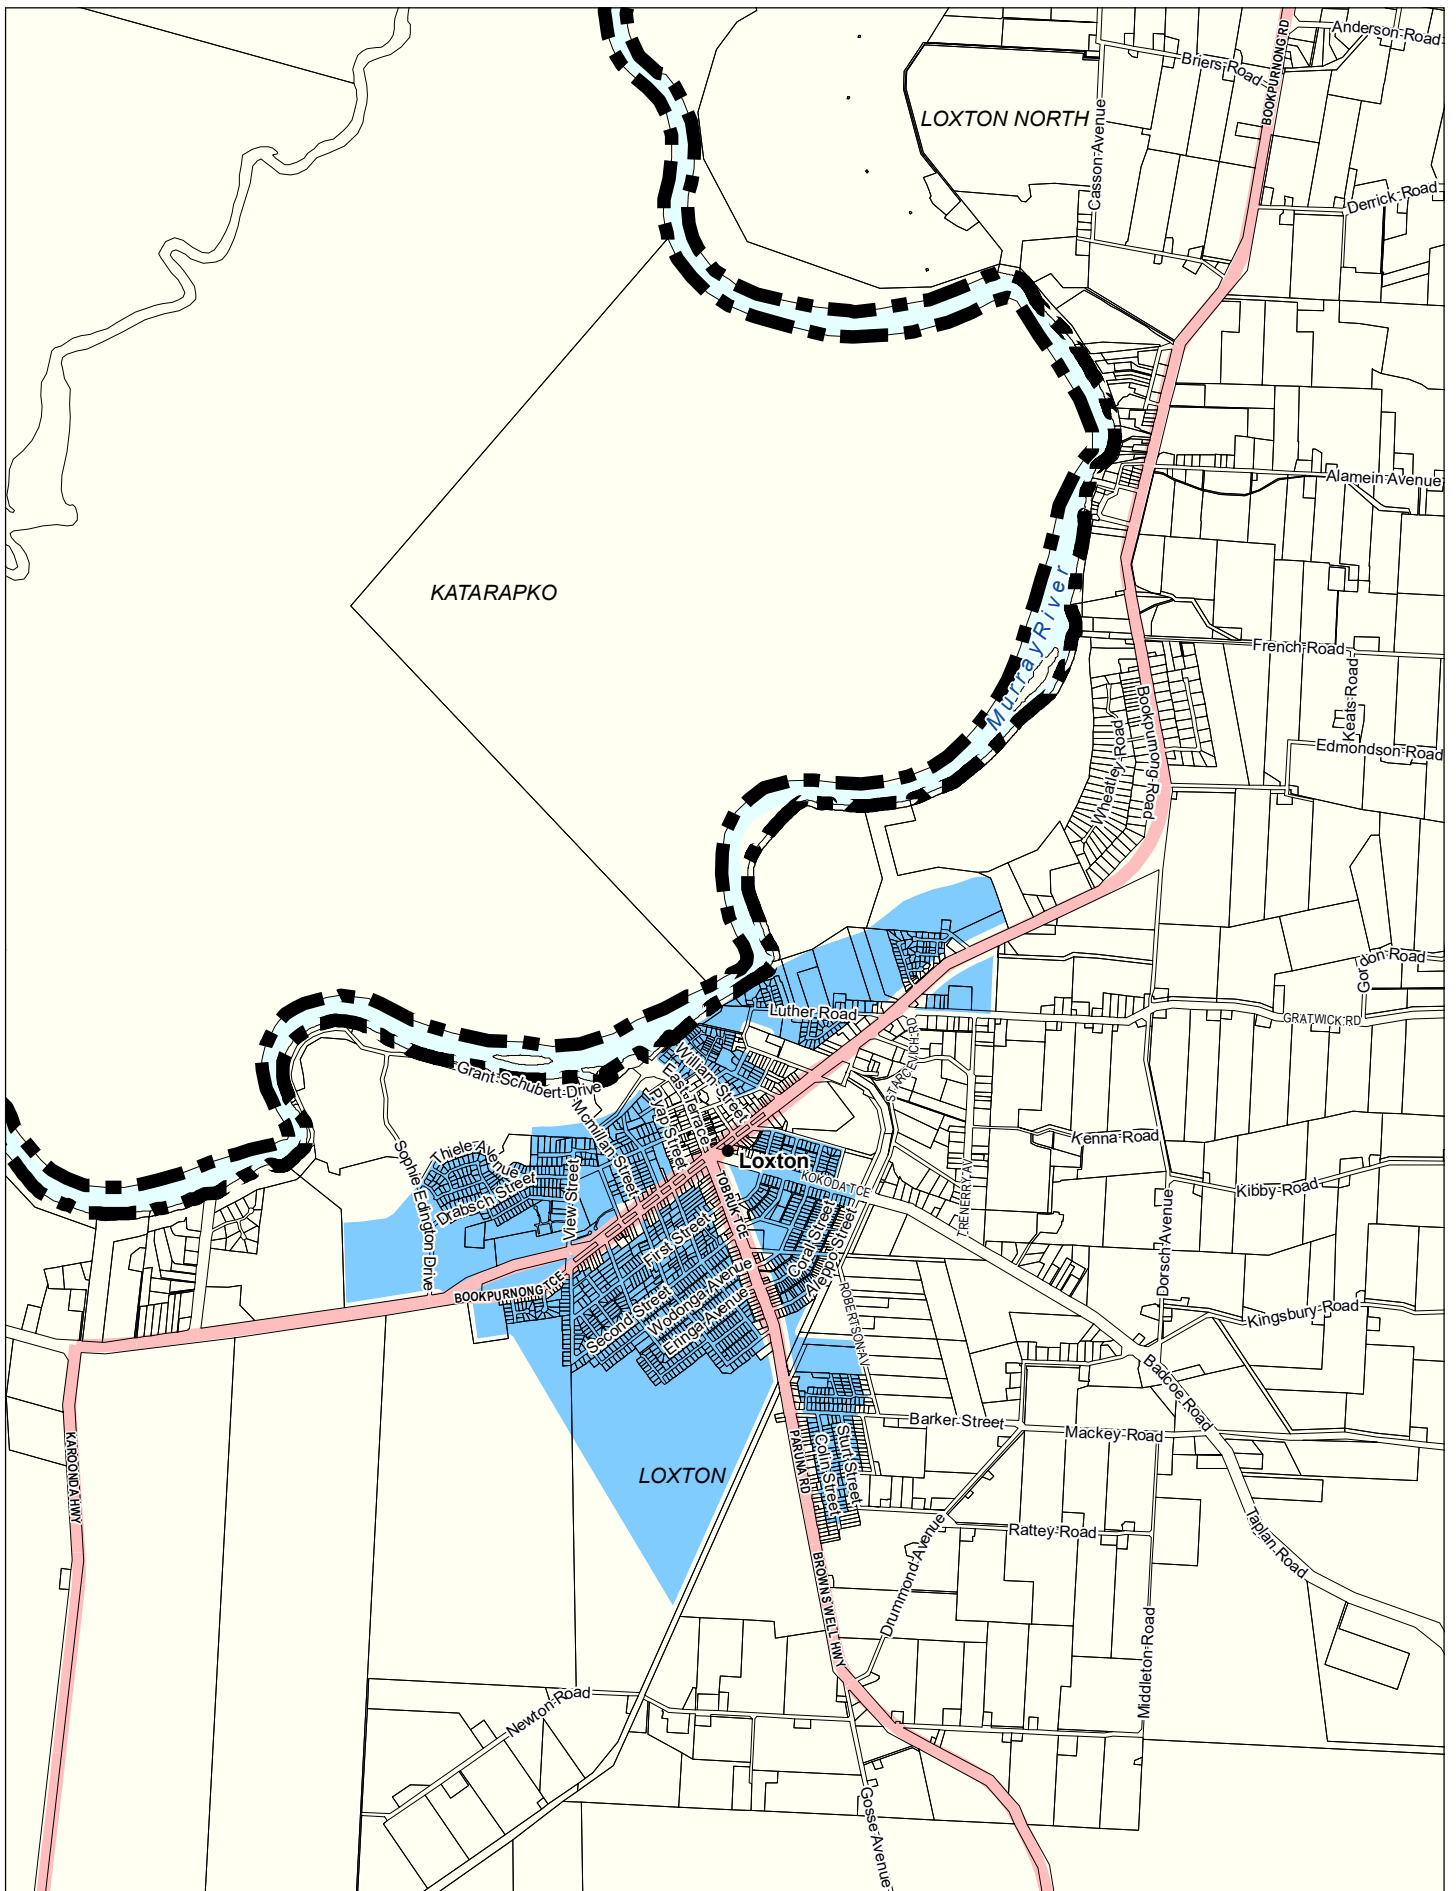 Anderson Road
Briers Road
BOOKPURNONG RD
LOXTON NORTH
Casson Avenue
Derrick Road
Alamein Avenue
KATARAPKO
Murray River
French Road
Keats Road
Bookpurnong Road
Wheatley Road
Edmondson Road
Gordon Road
Luther Road
GRATWICK RD
STARCEVICH RD
William Street
East Terrace
Pyap Street
Grant Schubert Drive
Mcmillan Street
Kenna Road
Thiele Avenue
Sophie Edington Drive
Drabsch Street
View Street
Loxton
KOKODA TCE
TOBRUK TCE
TRENERRY AV
Kibby Road
Dorsch Avenue
First Street
Coral Street
Aleppo Street
BOOKPURNONG TCE
Second Street
Wodonga Avenue
Eringa Avenue
ROBERTSON AV
Kingsbury Road
Badcoe Road
Barker Street
Mackey Road
KAROONDA HWY
PARUNA RD
Colin Street
Sturt Street
LOXTON
Rattey Road
Taplan Road
Drummond Avenue
BROWNS WELL HWY
Middleton Road
Newton Road
Gosse Avenue